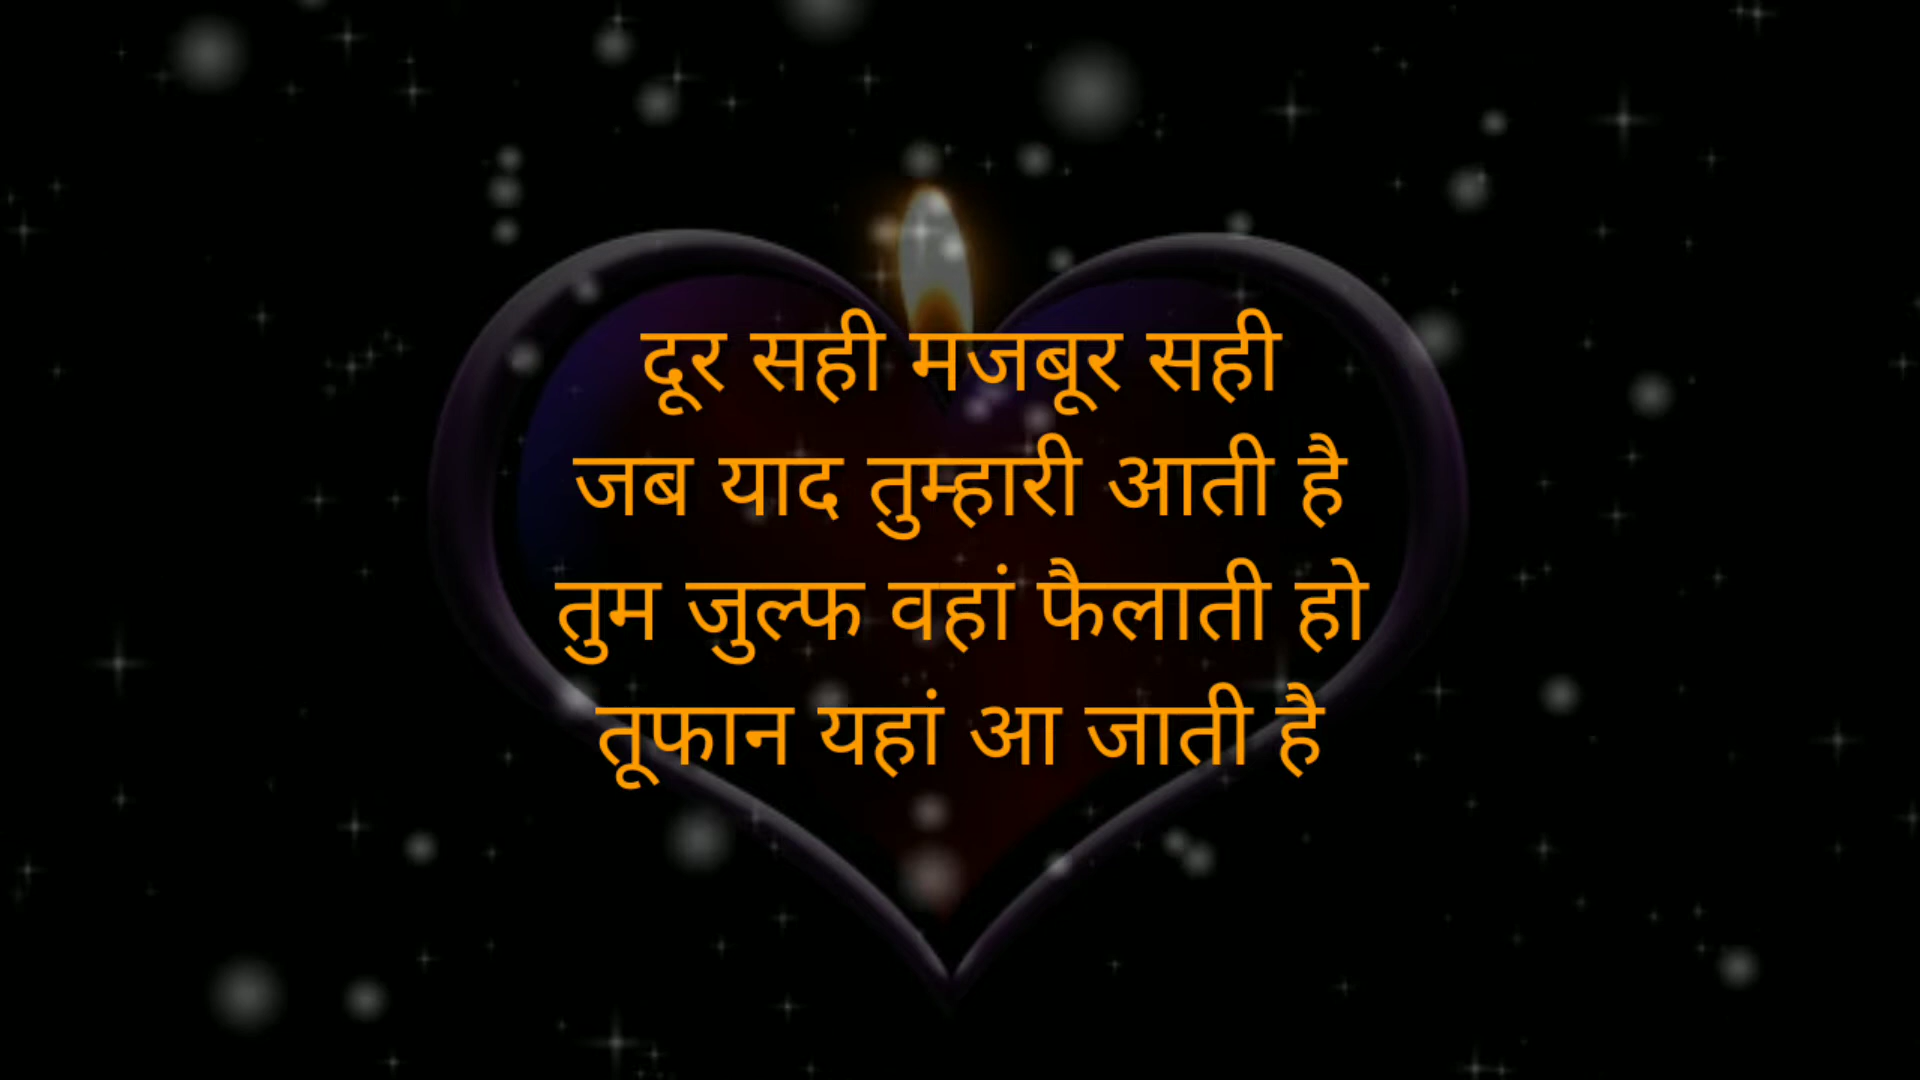 दूर सही मजबूर सही
जब याद तुम्हारी आती है
तुम जुल्फ वहां फैलाती हो
तूफान यहां आ जाती है